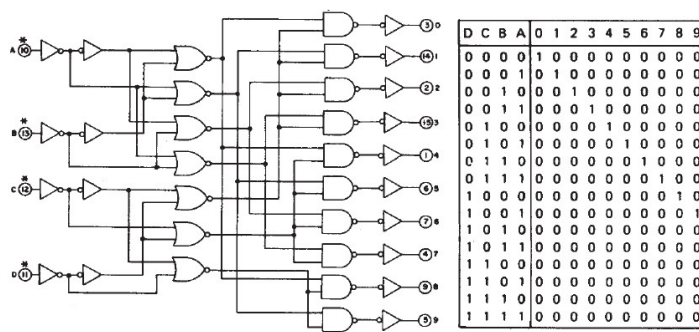 * A 10
* B 13
* C 12
* D 11
3 0
14 1
2 2
15 3
1 4
6 5
7 6
4 7
9 8
5 9
D C B A 0 1 2 3 4 5 6 7 8 9
0 0 0 0 1 0 0 0 0 0 0 0 0 0
0 0 0 1 0 1 0 0 0 0 0 0 0 0
0 0 1 0 0 0 1 0 0 0 0 0 0 0
0 0 1 1 0 0 0 1 0 0 0 0 0 0
0 1 0 0 0 0 0 0 1 0 0 0 0 0
0 1 0 1 0 0 0 0 0 1 0 0 0 0
0 1 1 0 0 0 0 0 0 0 1 0 0 0
0 1 1 1 0 0 0 0 0 0 0 1 0 0
1 0 0 0 0 0 0 0 0 0 0 0 1 0
1 0 0 1 0 0 0 0 0 0 0 0 0 1
1 0 1 0 0 0 0 0 0 0 0 0 0 0
1 0 1 1 0 0 0 0 0 0 0 0 0 0
1 1 0 0 0 0 0 0 0 0 0 0 0 0
1 1 0 1 0 0 0 0 0 0 0 0 0 0
1 1 1 0 0 0 0 0 0 0 0 0 0 0
1 1 1 1 0 0 0 0 0 0 0 0 0 0